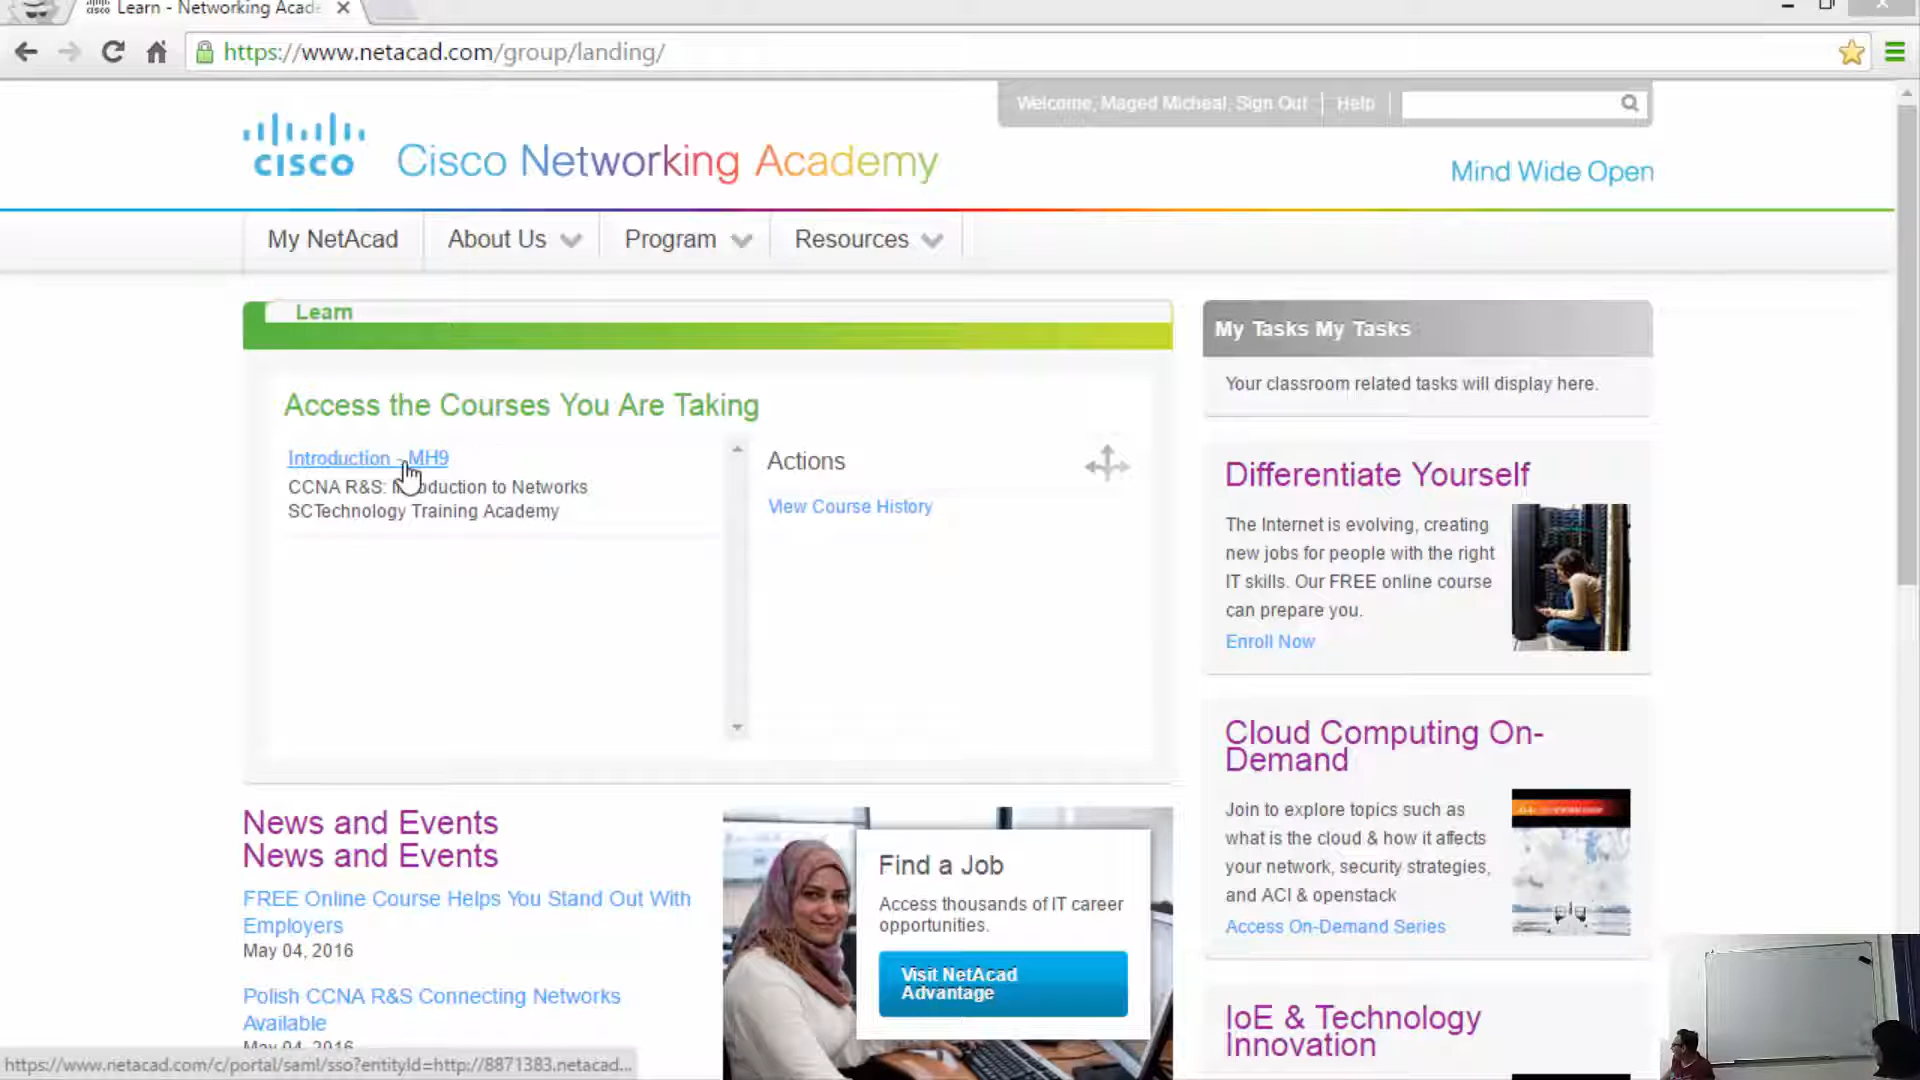 Learn - Networking Acad
https://www.netacad.com/group/landing/
Welcome, Maged Micheal, Sign Out
Help
CISCO
Cisco Networking Academy
Mind Wide Open
My NetAcad
About Us
Program
Resources
Learn
My Tasks My Tasks
Your classroom related tasks will display here.
Access the Courses You Are Taking
Introduction - MH9
CCNA R&S: Introduction to Networks
SCTechnology Training Academy
Actions
View Course History
Differentiate Yourself
The Internet is evolving, creating
new jobs for people with the right
IT skills. Our FREE online course
can prepare you.
Enroll Now
Cloud Computing On-
Demand
Join to explore topics such as
what is the cloud & how it affects
your network, security strategies,
and ACI & openstack
Access On-Demand Series
News and Events
News and Events
FREE Online Course Helps You Stand Out With
Employers
May 04, 2016
Polish CCNA R&S Connecting Networks
Available
May 04, 2016
Find a Job
Access thousands of IT career
opportunities.
Visit NetAcad
Advantage
IoE & Technology
Innovation
https://www.netacad.com/c/portal/saml/sso?entityId=http://8871383.netacad...